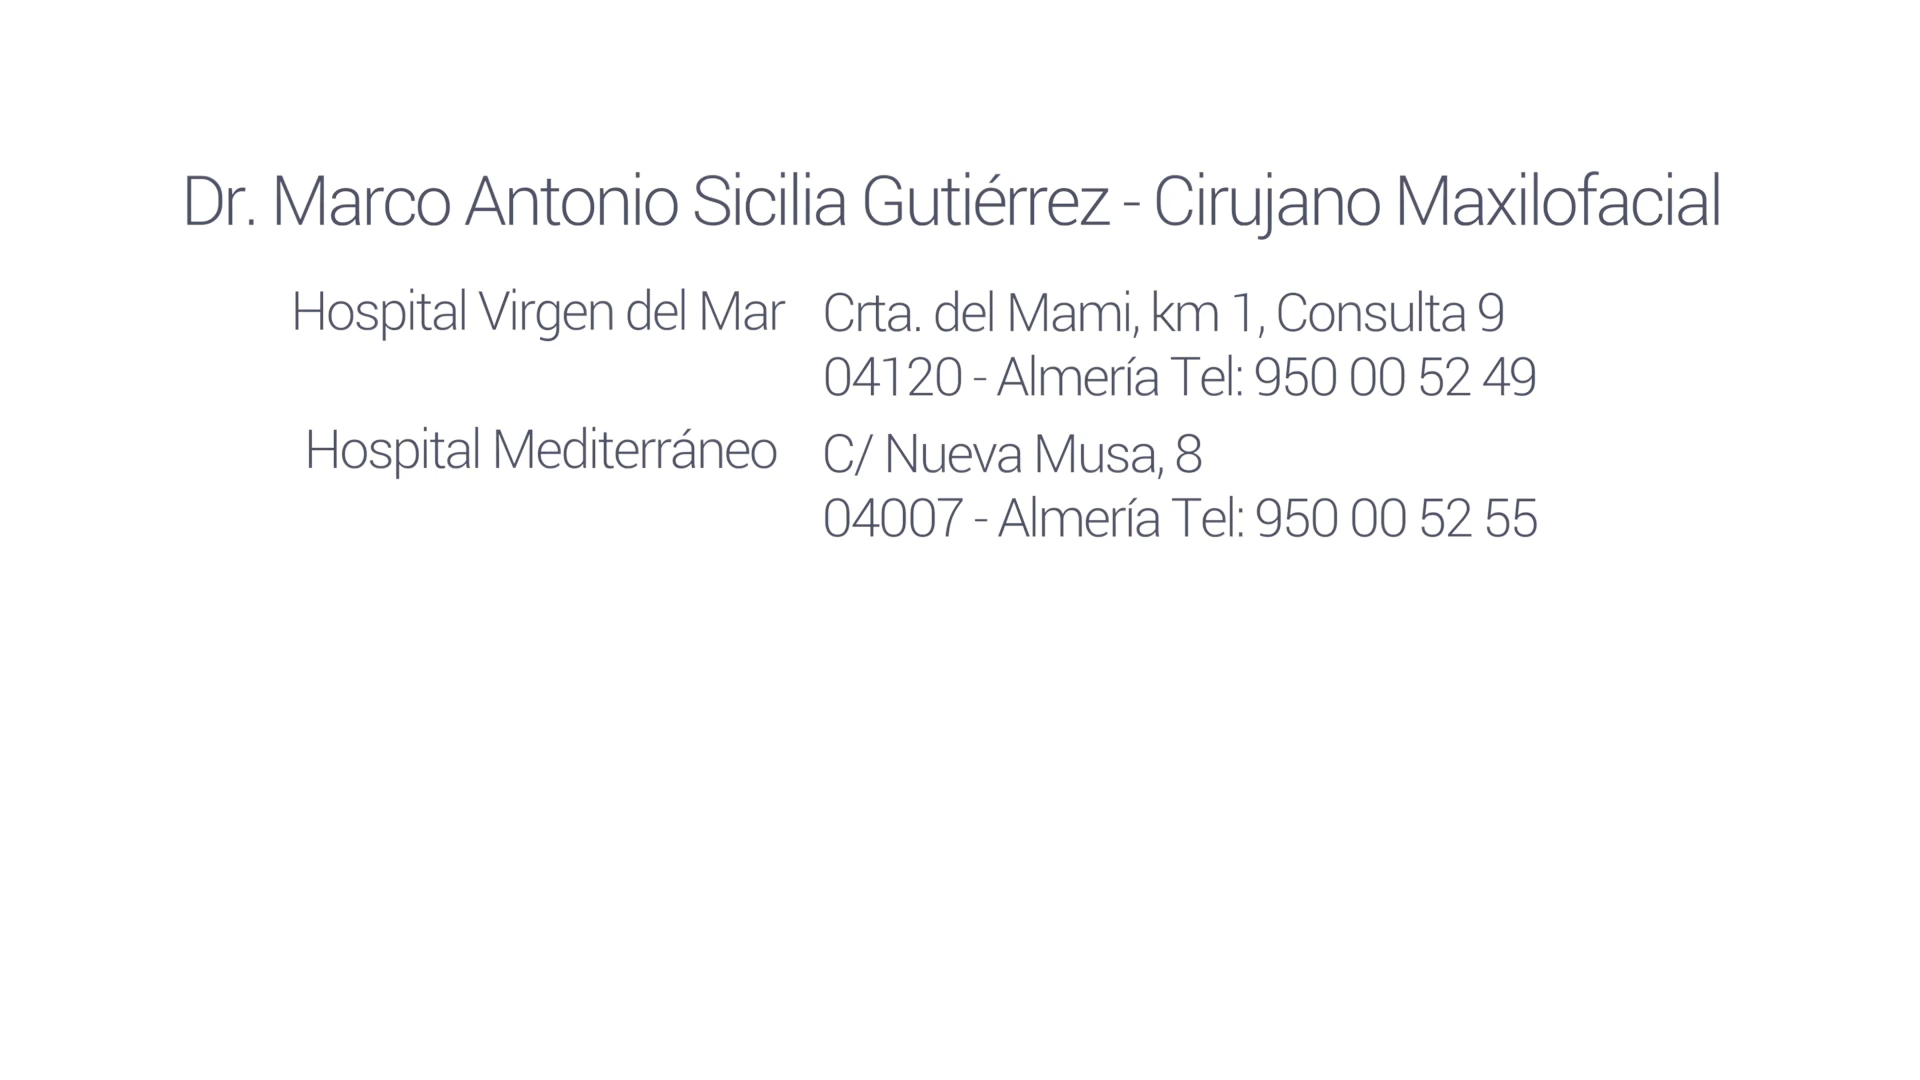 Dr. Marco Antonio Sicilia Gutiérrez - Cirujano Maxilofacial
Hospital Virgen del Mar Crta. del Mami, km 1, Consulta 9
04120 - Almería Tel: 950 00 52 49
Hospital Mediterráneo C/ Nueva Musa, 8
04007 - Almería Tel: 950 00 52 55